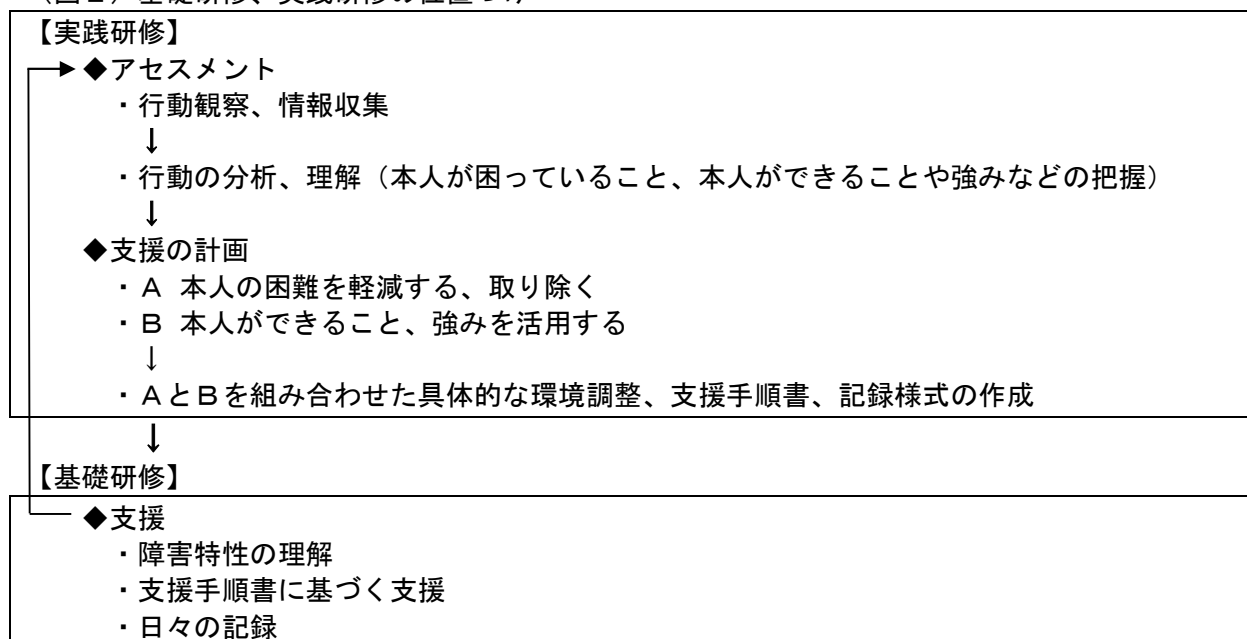 【実践研修】
◆アセスメント
・行動観察、情報収集
↓
・行動の分析、理解（本人が困っていること、本人ができることや強みなどの把握）
↓
◆支援の計画
・Ａ 本人の困難を軽減する、取り除く
・Ｂ 本人ができること、強みを活用する
↓
・ＡとＢを組み合わせた具体的な環境調整、支援手順書、記録様式の作成
↓
【基礎研修】
◆支援
・障害特性の理解
・支援手順書に基づく支援
・日々の記録